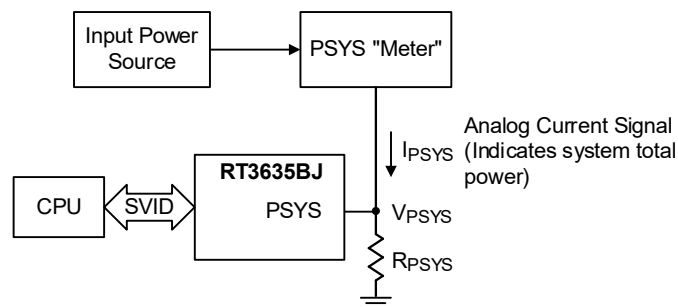 Input Power
Source
PSYS "Meter"
Analog Current Signal
(Indicates system total
power)
IPSYS
RT3635BJ
CPU
SVID
PSYS
VPSYS
RPSYS